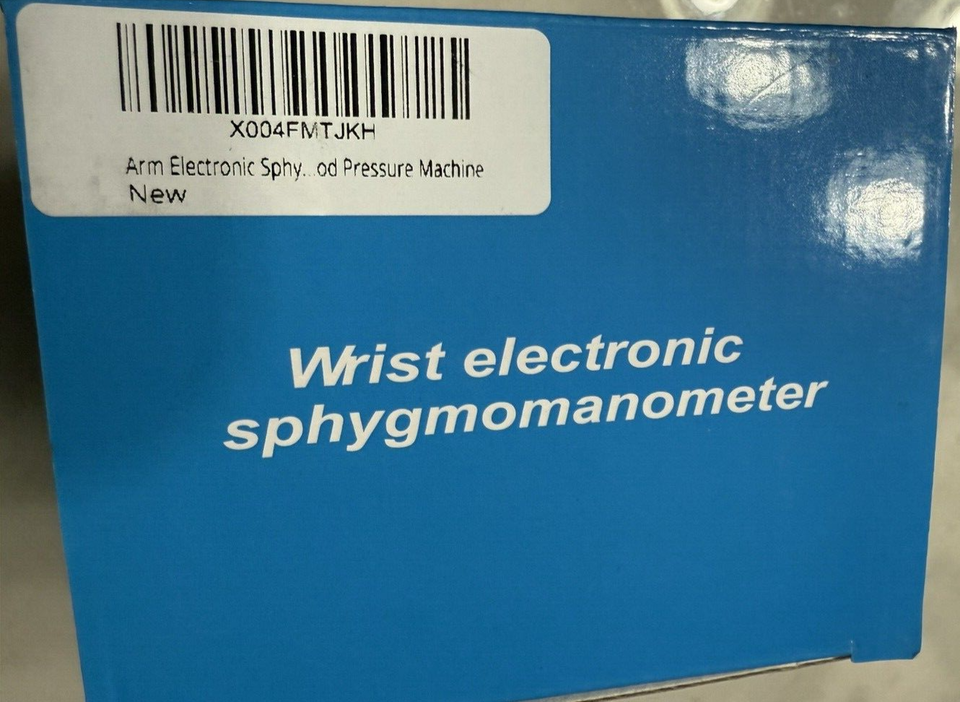 X004FMTJKH
Arm Electronic Sphy...od Pressure Machine
New
Wrist electronic
sphygmomanometer